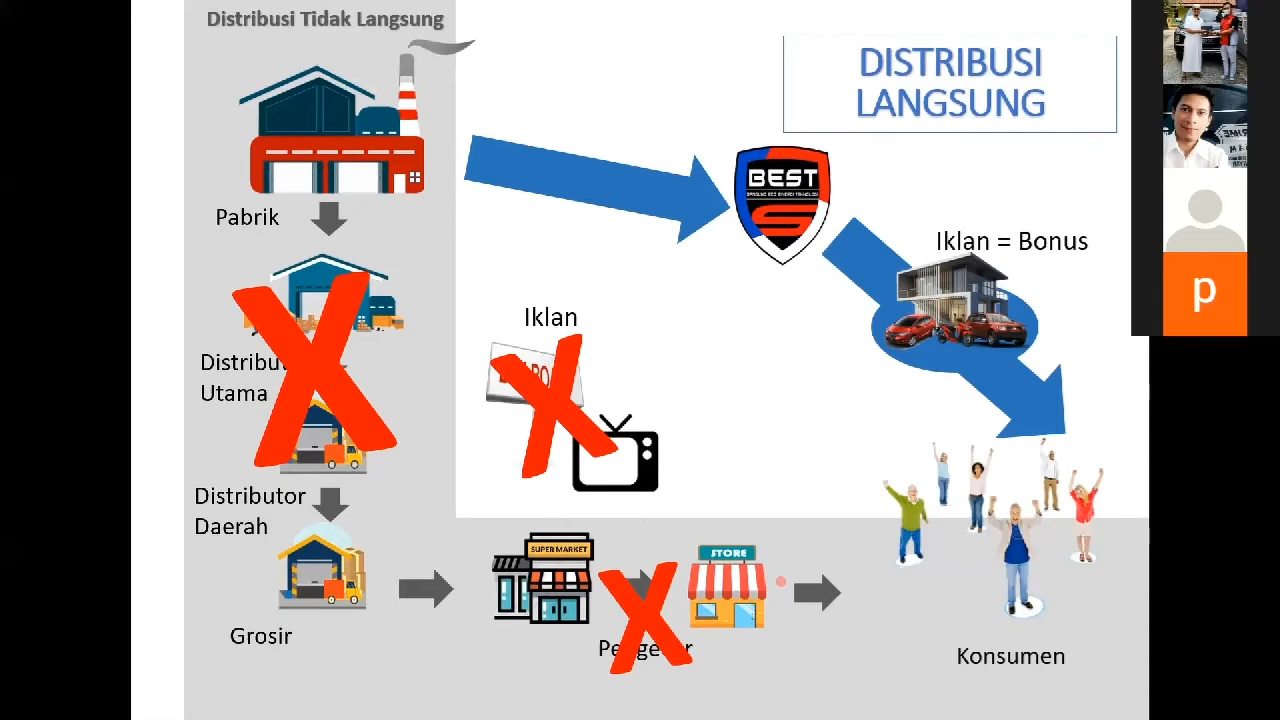 Distribusi Tidak Langsung
DISTRIBUSI
LANGSUNG
BEST
Pabrik
Iklan = Bonus
Iklan
Utama
Distributor
Daerah
SUPER MARKET
STORE
Grosir
Konsumen
p